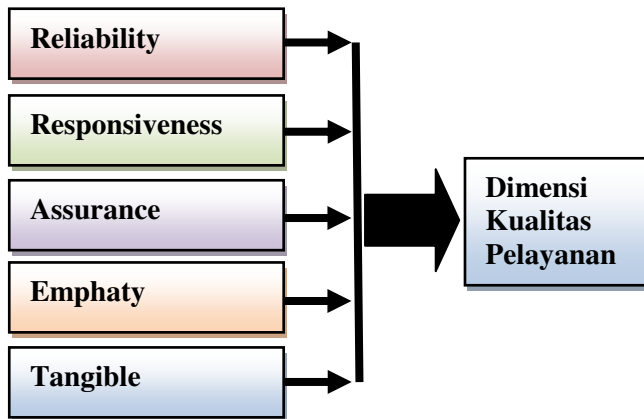 Reliability
Responsiveness
Assurance
Emphaty
Tangible
Dimensi
Kualitas
Pelayanan